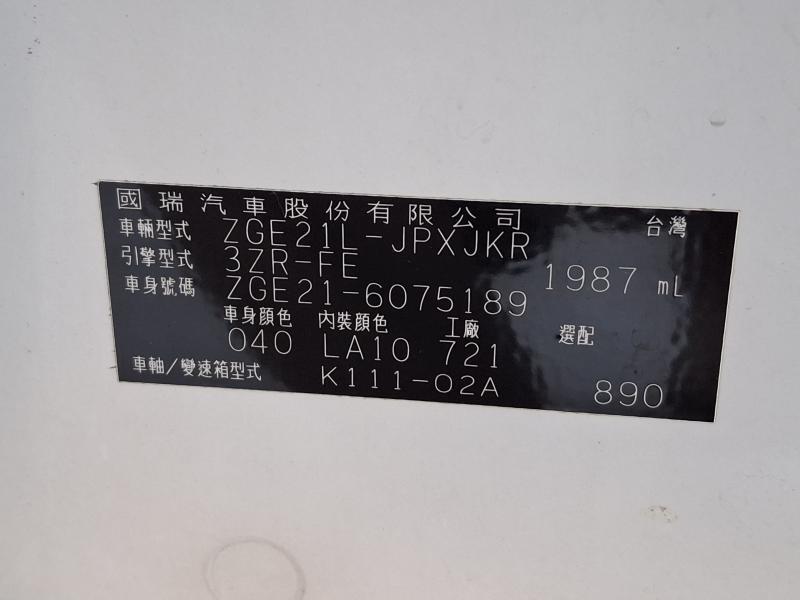 國瑞汽車股份有限公司 台灣
車輛型式 ZGE21L-JPXJKR
引擎型式 3ZR-FE 1987 mL
車身號碼 ZGE21-6075189
車身顏色 內裝顏色 工廠 選配
040 LA10 721
車軸/變速箱型式 K111-02A 890